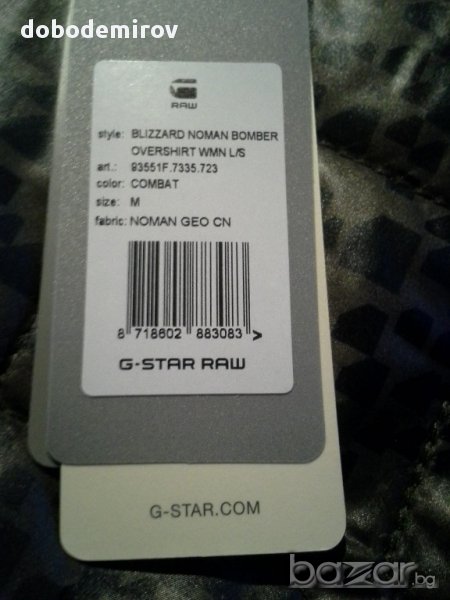 dobodemirov
RAW
style: BLIZZARD NOMAN BOMBER
OVERSHIRT WMN L/S
art.: 93551F.7335.723
color: COMBAT
size: M
fabric: NOMAN GEO CN
8 718602 883083 >
G-STAR RAW
G-STAR.COM
bazar.bg